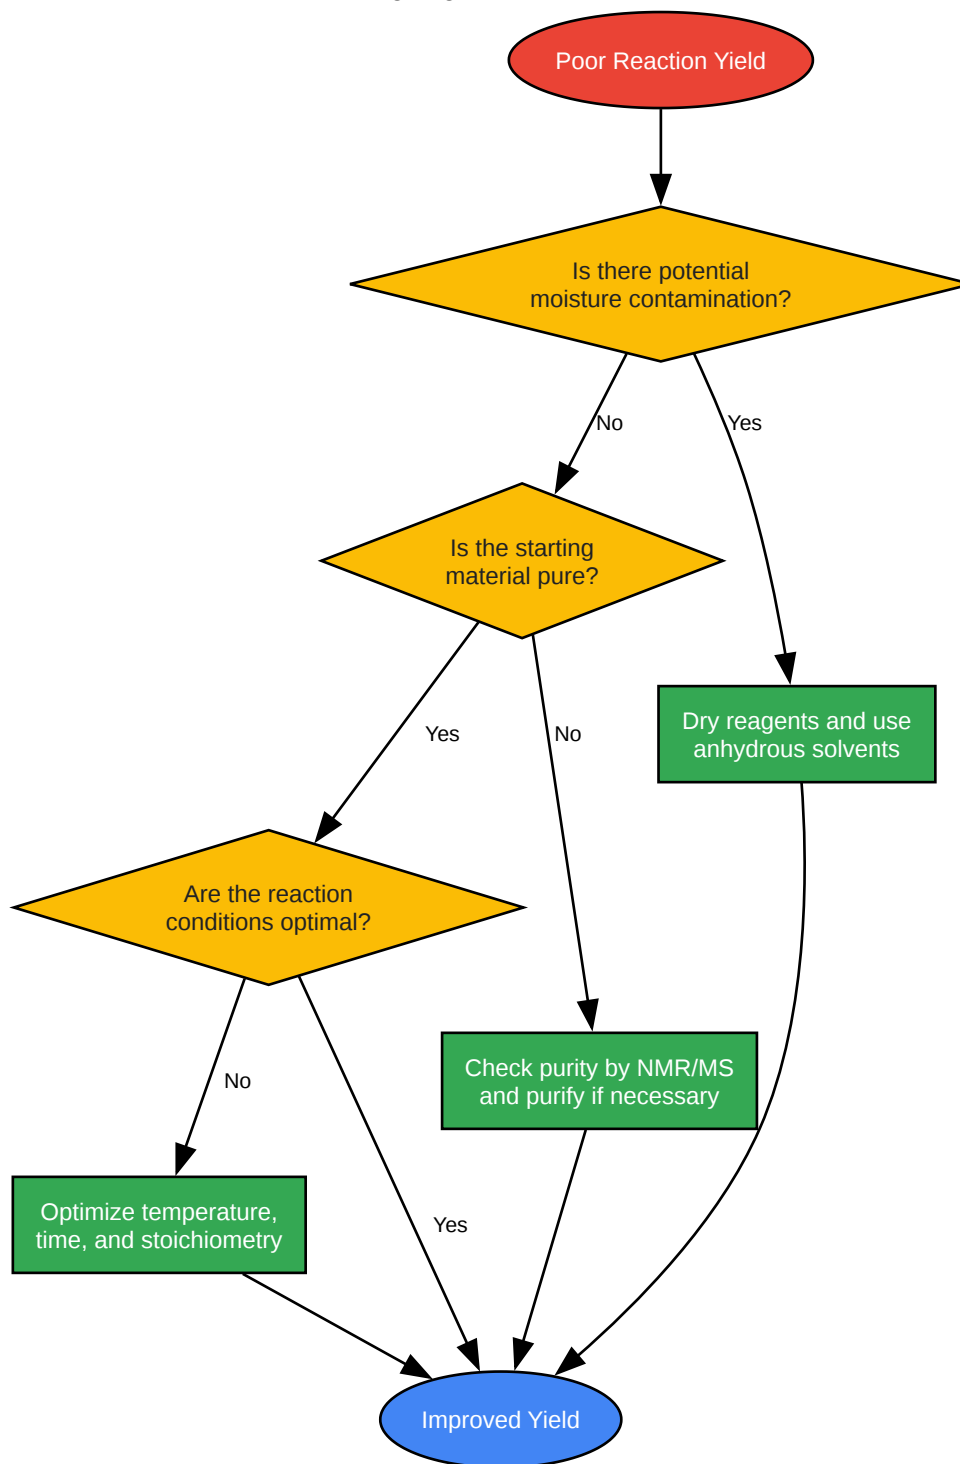 Poor Reaction Yield
Is there potential
moisture contamination?
No
Yes
Is the starting
material pure?
Yes
No
Dry reagents and use
anhydrous solvents
Are the reaction
conditions optimal?
No
Check purity by NMR/MS
and purify if necessary
Optimize temperature,
time, and stoichiometry
Yes
Improved Yield